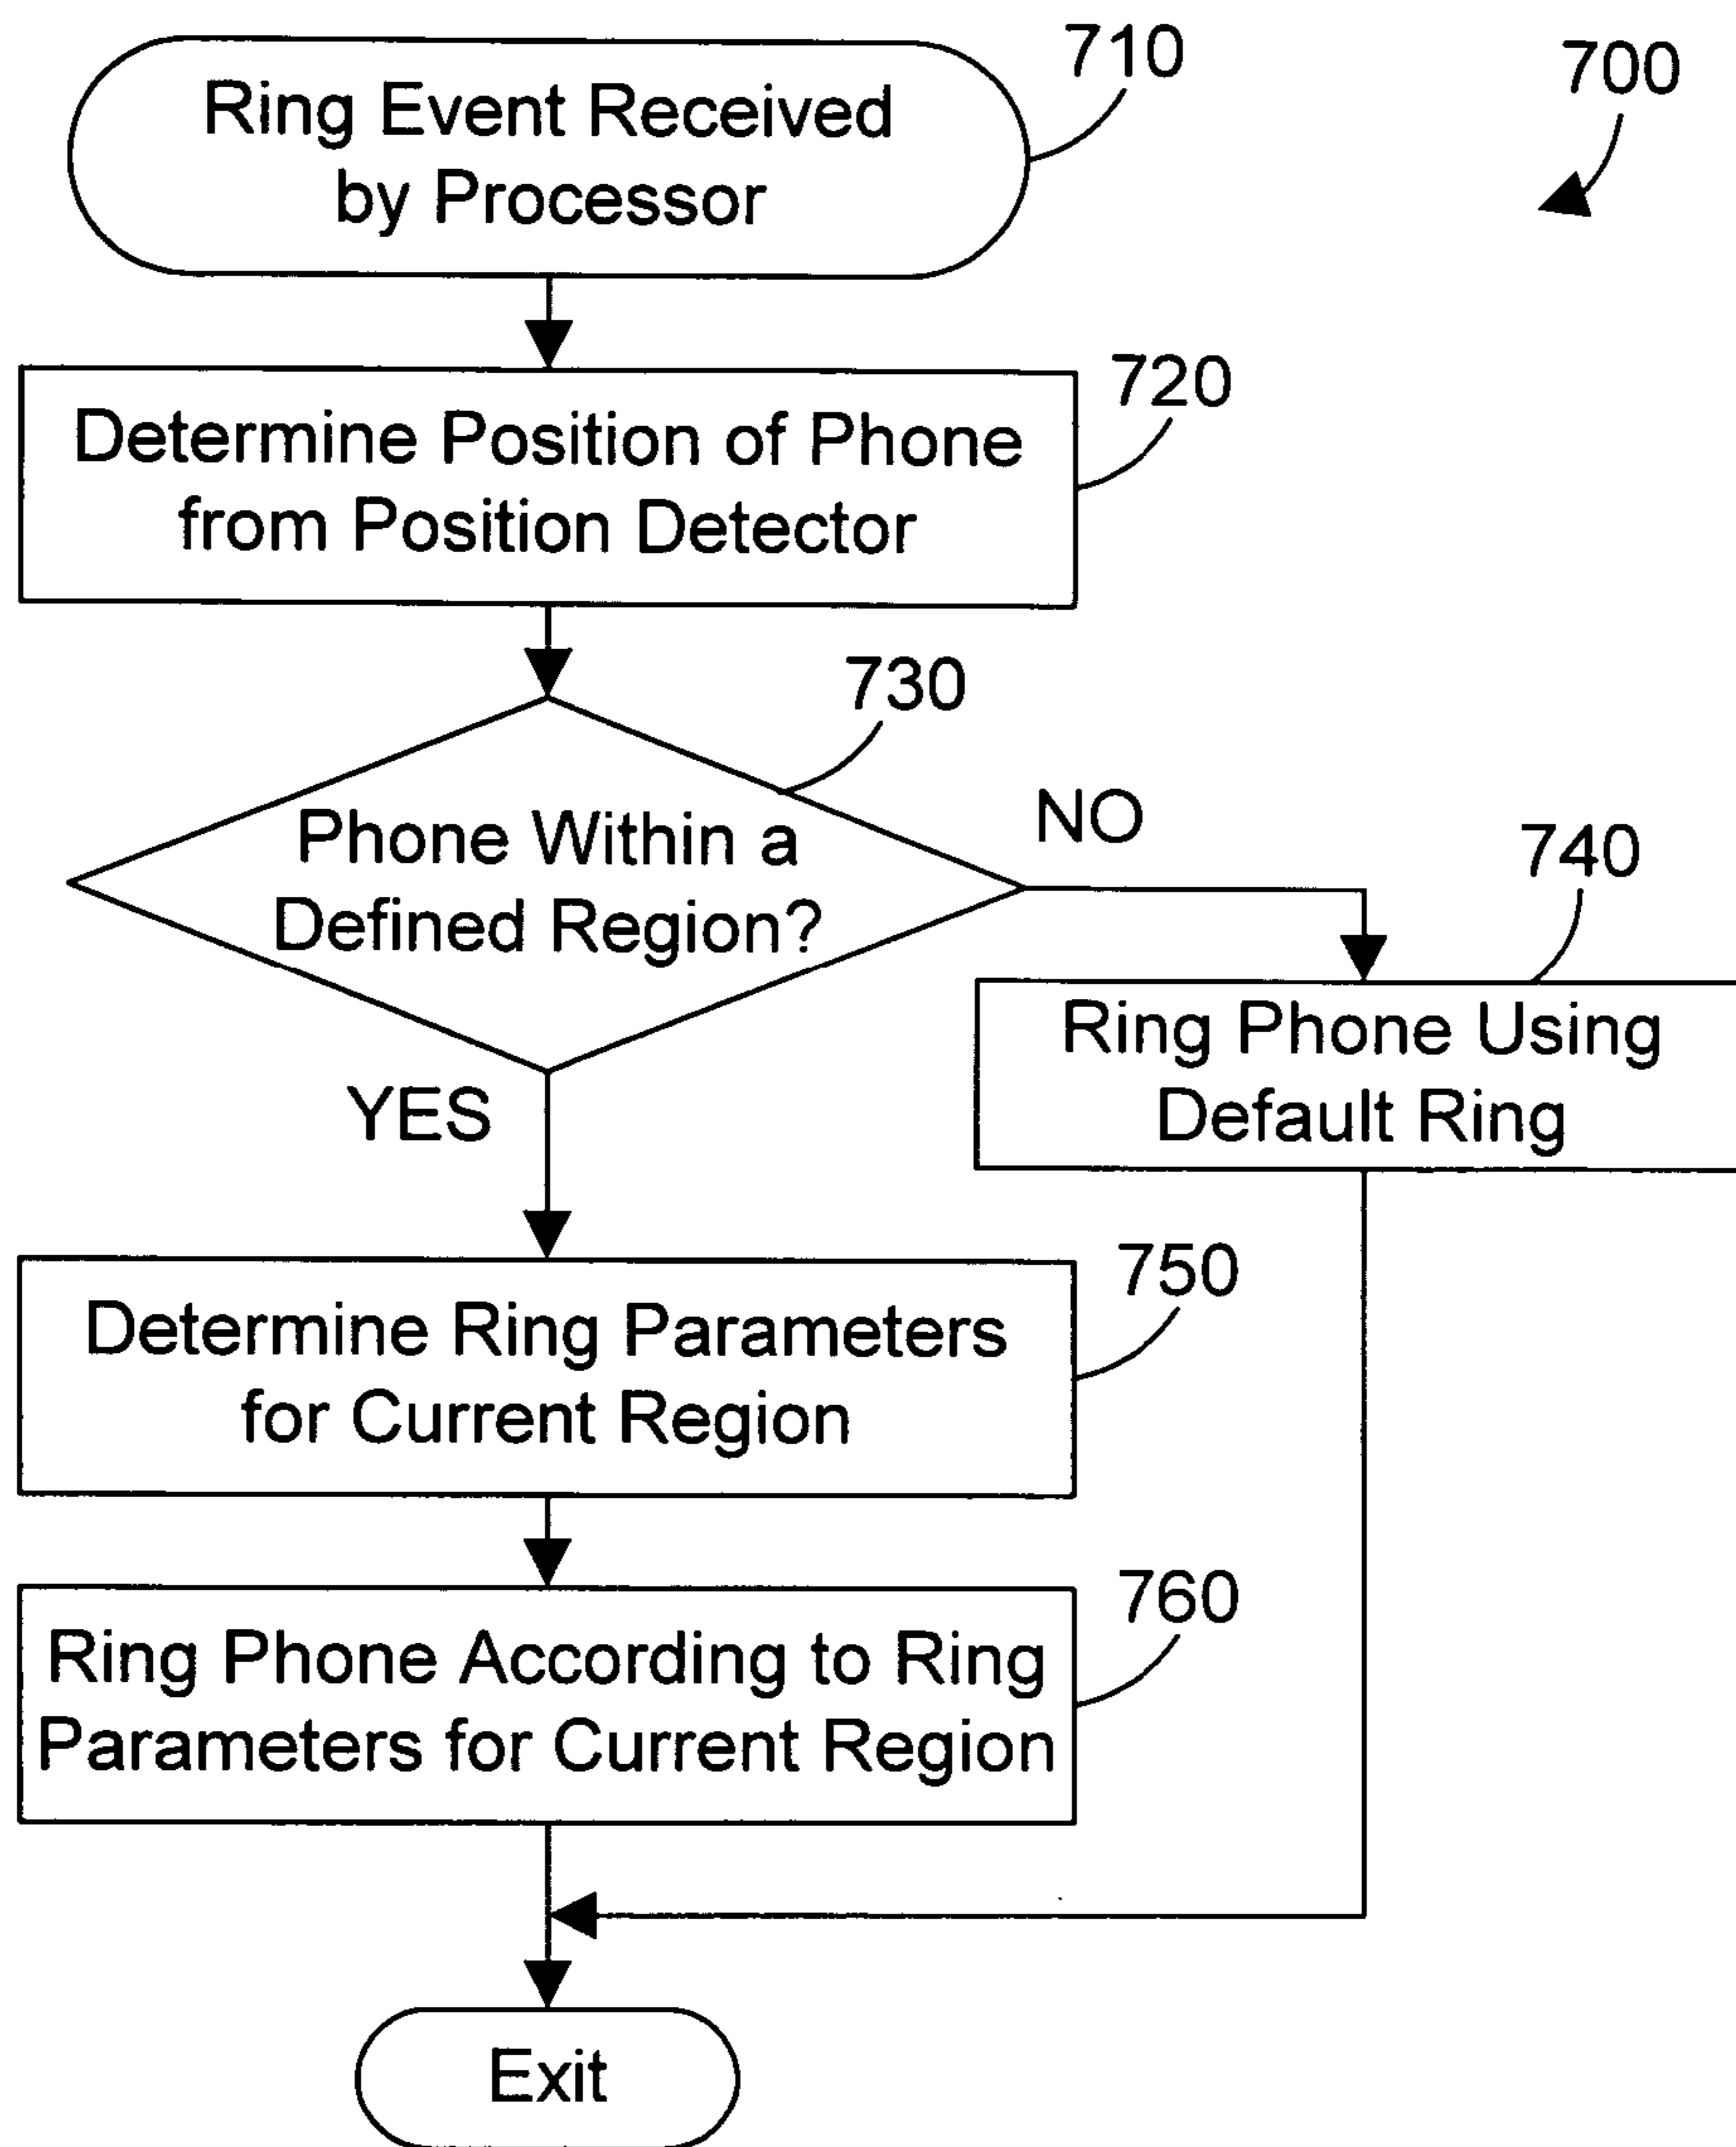 710
700
Ring Event Received
by Processor
720
Determine Position of Phone
from Position Detector
730
Phone Within a
Defined Region?
NO
740
Ring Phone Using
Default Ring
YES
750
Determine Ring Parameters
for Current Region
760
Ring Phone According to Ring
Parameters for Current Region
Exit